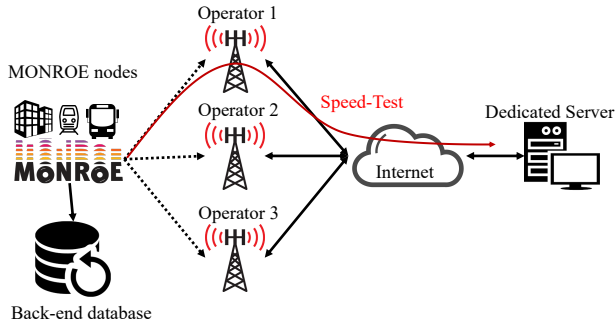 Operator 1
MONROE nodes
Speed-Test
Operator 2
Dedicated Server
MONROE
Internet
Operator 3
Back-end database